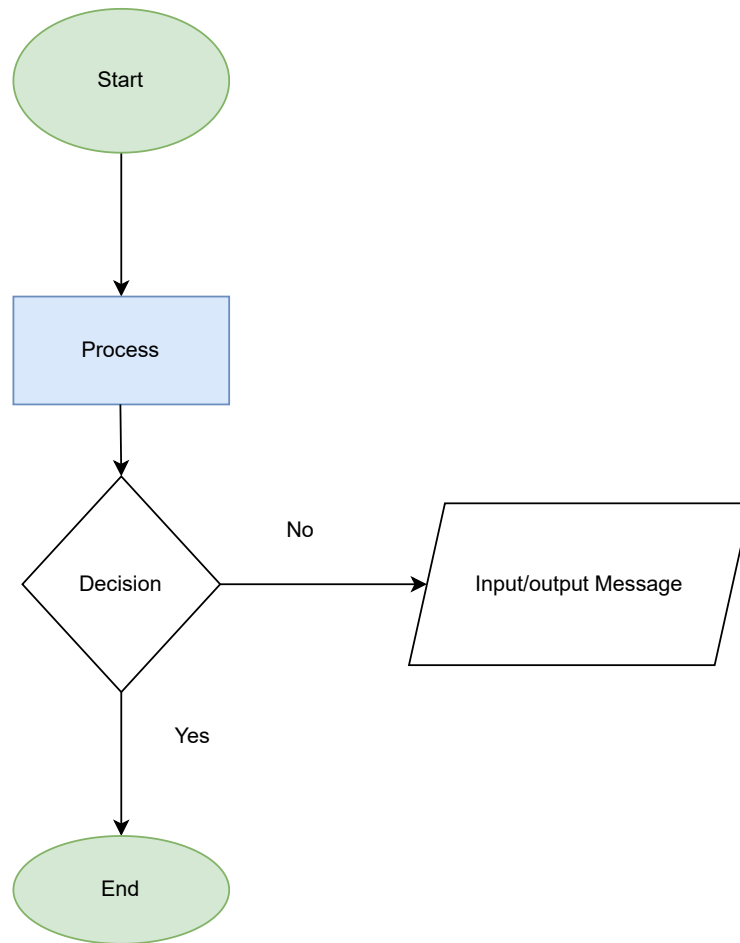 Start
Process
No
Decision
Input/output Message
Yes
End